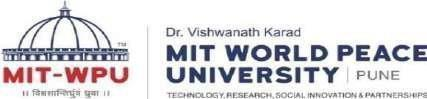 TM
MIT-WPU
॥ विश्वशान्तिर्ध्रुवं ध्रुवा ॥
Dr. Vishwanath Karad
MIT WORLD PEACE
UNIVERSITY | PUNE
TECHNOLOGY, RESEARCH, SOCIAL INNOVATION & PARTNERSHIPS